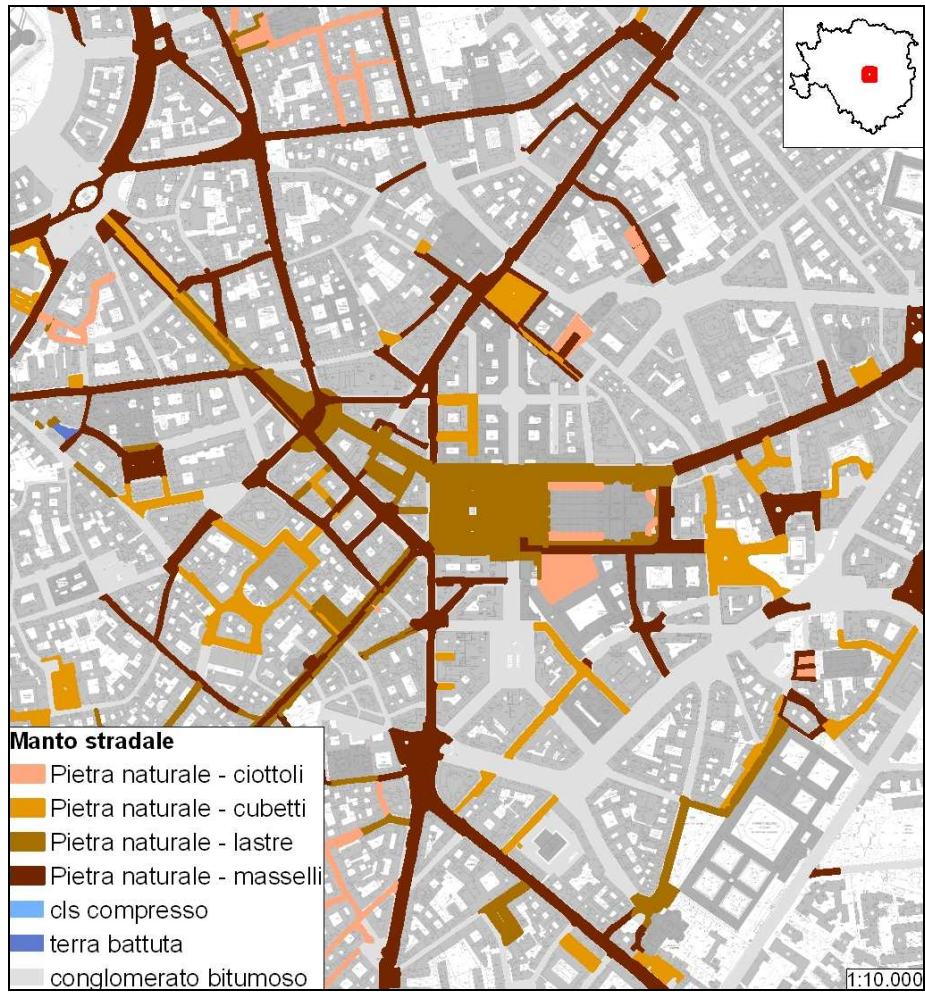 Manto stradale
Pietra naturale - ciottoli
Pietra naturale - cubetti
Pietra naturale - lastre
Pietra naturale - masselli
cls compresso
terra battuta
conglomerato bitumoso
1:10.000